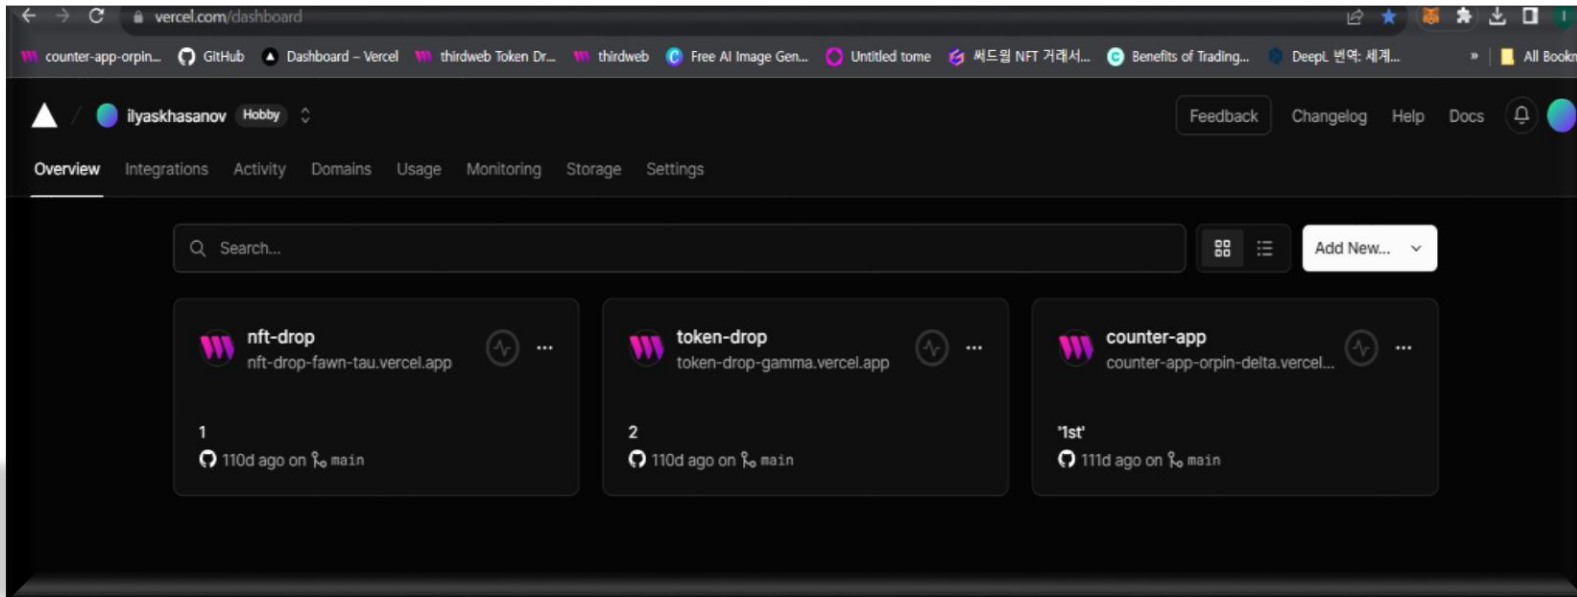 vercel.com/dashboard
counter-app-orpin... GitHub Dashboard – Vercel thirdweb Token Dr... thirdweb Free AI Image Gen... Untitled tome 써드윕 NFT 거래서... Benefits of Trading... DeepL 번역: 세계... » All Bookn
ilyaskhasanov Hobby Feedback Changelog Help Docs
Overview Integrations Activity Domains Usage Monitoring Storage Settings
Search... Add New...
nft-drop token-drop counter-app
nft-drop-fawn-tau.vercel.app token-drop-gamma.vercel.app counter-app-orpin-delta.vercel...
1 2 '1st'
110d ago on main 110d ago on main 111d ago on main